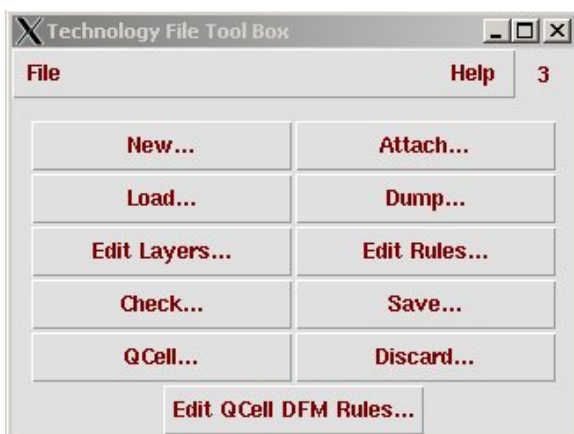 Technology File Tool Box
File Help 3
New... Attach...
Load... Dump...
Edit Layers... Edit Rules...
Check... Save...
QCell... Discard...
Edit QCell DFM Rules...